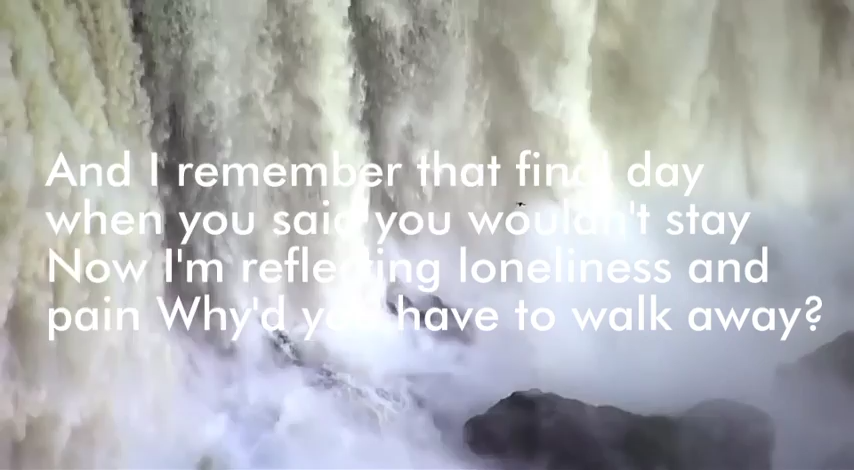 And I remember that final day
when you said you wouldn't stay
Now I'm reflecting loneliness and
pain Why'd you have to walk away?